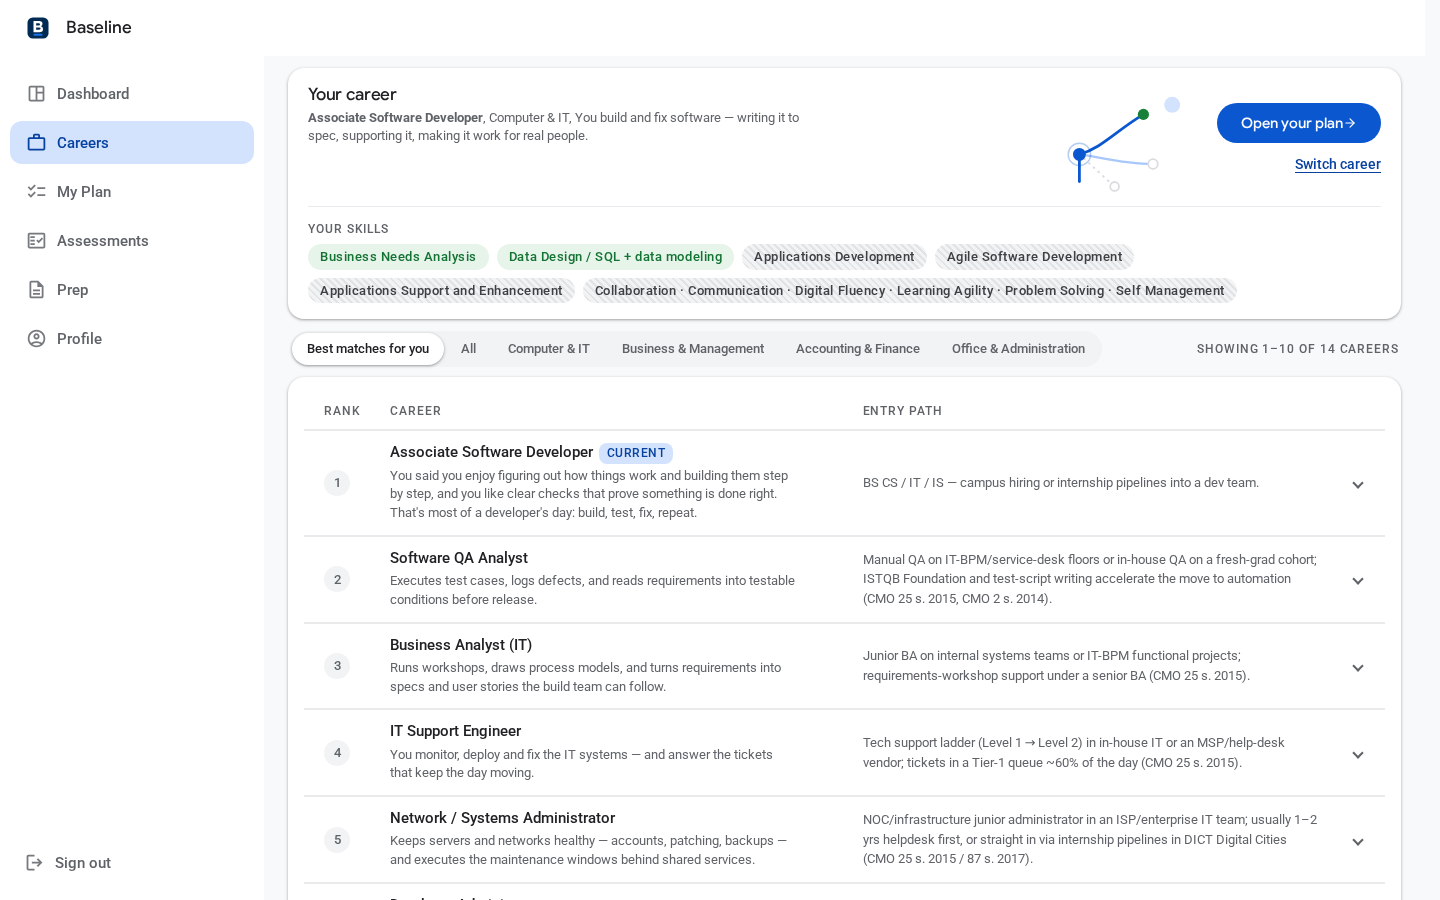 B Baseline
Dashboard
Careers
My Plan
Assessments
Prep
Profile
Sign out
Your career
Associate Software Developer, Computer & IT, You build and fix software — writing it to
spec, supporting it, making it work for real people.
Open your plan→
Switch career
YOUR SKILLS
Business Needs Analysis Data Design / SQL + data modeling Applications Development Agile Software Development
Applications Support and Enhancement Collaboration · Communication · Digital Fluency · Learning Agility · Problem Solving · Self Management
Best matches for you All Computer & IT Business & Management Accounting & Finance Office & Administration SHOWING 1–10 OF 14 CAREERS
RANK CAREER ENTRY PATH
1
Associate Software Developer CURRENT
You said you enjoy figuring out how things work and building them step
by step, and you like clear checks that prove something is done right.
That's most of a developer's day: build, test, fix, repeat.
BS CS / IT / IS — campus hiring or internship pipelines into a dev team.
2
Software QA Analyst
Executes test cases, logs defects, and reads requirements into testable
conditions before release.
Manual QA on IT-BPM/service-desk floors or in-house QA on a fresh-grad cohort;
ISTQB Foundation and test-script writing accelerate the move to automation
(CMO 25 s. 2015, CMO 2 s. 2014).
3
Business Analyst (IT)
Runs workshops, draws process models, and turns requirements into
specs and user stories the build team can follow.
Junior BA on internal systems teams or IT-BPM functional projects;
requirements-workshop support under a senior BA (CMO 25 s. 2015).
4
IT Support Engineer
You monitor, deploy and fix the IT systems — and answer the tickets
that keep the day moving.
Tech support ladder (Level 1 → Level 2) in in-house IT or an MSP/help-desk
vendor; tickets in a Tier-1 queue ~60% of the day (CMO 25 s. 2015).
5
Network / Systems Administrator
Keeps servers and networks healthy — accounts, patching, backups —
and executes the maintenance windows behind shared services.
NOC/infrastructure junior administrator in an ISP/enterprise IT team; usually 1–2
yrs helpdesk first, or straight in via internship pipelines in DICT Digital Cities
(CMO 25 s. 2015 / 87 s. 2017).